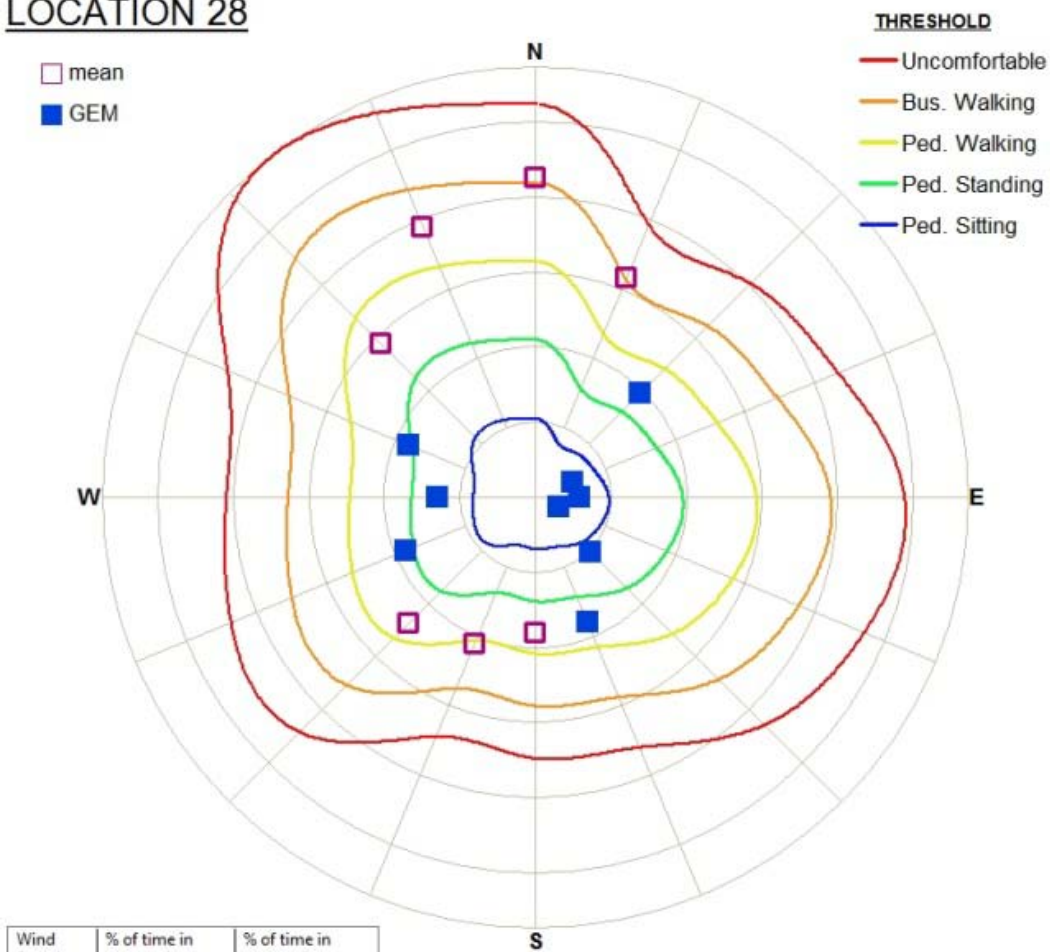 LOCATION 28
mean
GEM
THRESHOLD
Uncomfortable
Bus. Walking
Ped. Walking
Ped. Standing
Ped. Sitting
N
W
E
S
Wind
% of time in
% of time in